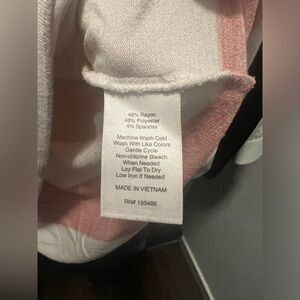 48% Rayon
48% Polyester
4% Spandex
Machine Wash Cold
Wash With Like Colors
Gentle Cycle
Non-chlorine Bleach
When Needed
Lay Flat To Dry
Low Iron If Needed
MADE IN VIETNAM
RN# 150466